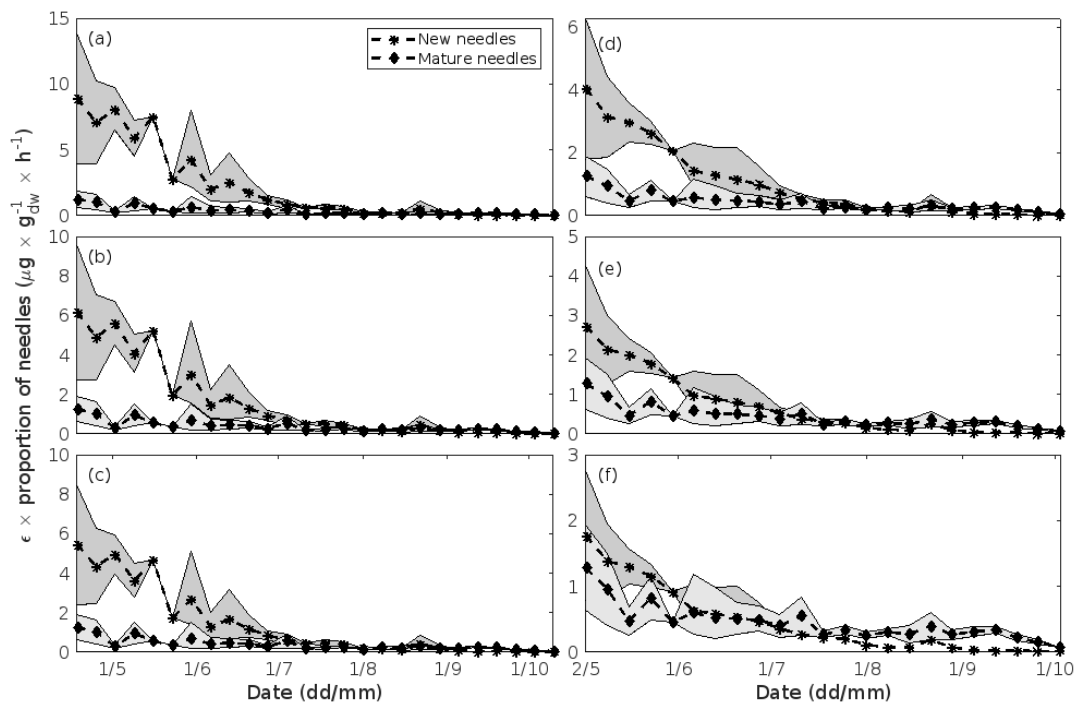 ϵ × proportion of needles (μg × g⁻¹dw × h⁻¹)
15
10
5
0
(a)
New needles
Mature needles
6
4
2
0
(d)
10
8
6
4
2
0
(b)
5
4
3
2
1
0
(e)
10
8
6
4
2
0
(c)
1/5 1/6 1/7 1/8 1/9 1/10
Date (dd/mm)
3
2
1
0
(f)
2/5 1/6 1/7 1/8 1/9 1/10
Date (dd/mm)